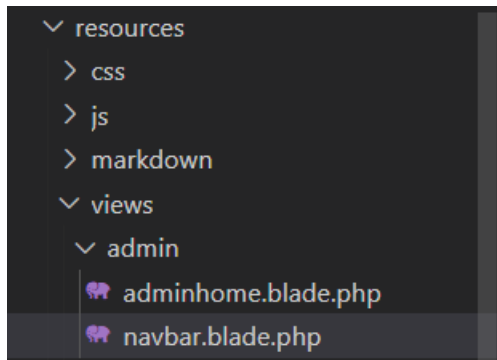 resources
css
js
markdown
views
admin
adminhome.blade.php
navbar.blade.php